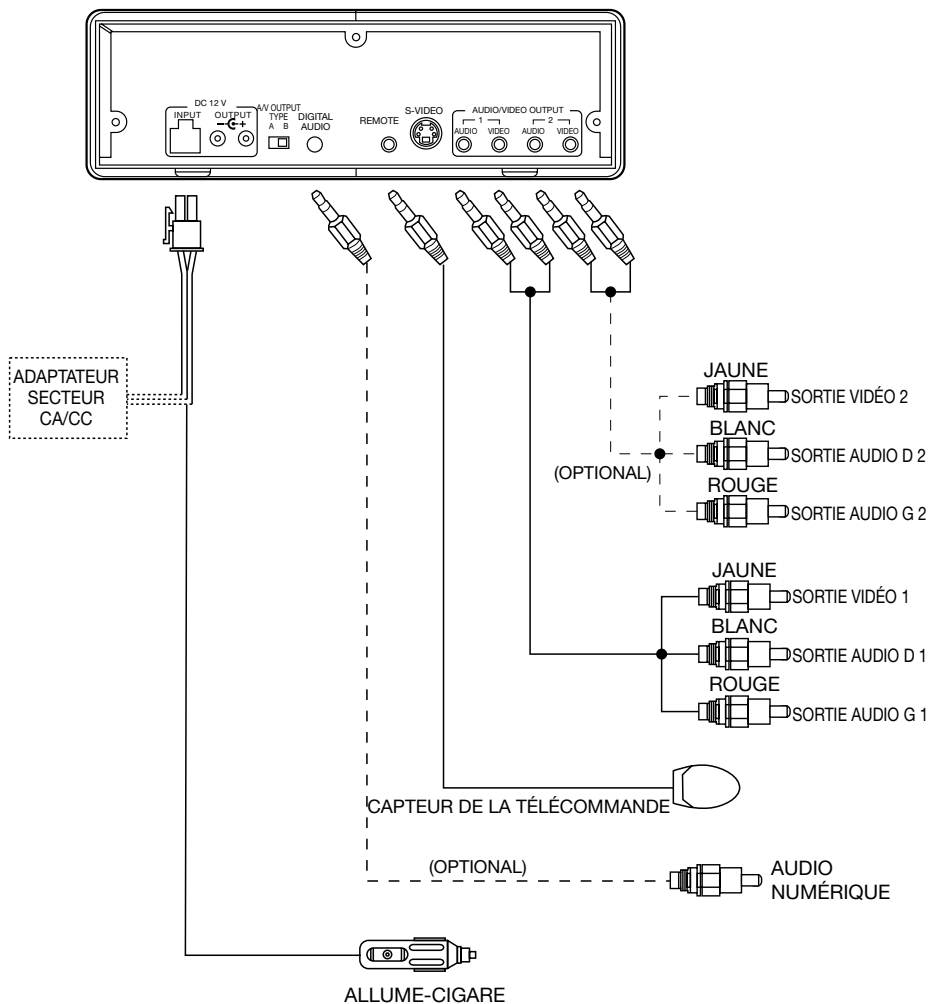 DC 12 V
INPUT OUTPUT
A/V OUTPUT
TYPE
A B
DIGITAL
AUDIO
REMOTE
S-VIDEO
AUDIO/VIDEO OUTPUT
1 2
AUDIO VIDEO AUDIO VIDEO
ADAPTATEUR
SECTEUR
CA/CC
JAUNE
SORTIE VIDÉO 2
BLANC
SORTIE AUDIO D 2
(OPTIONAL)
ROUGE
SORTIE AUDIO G 2
JAUNE
SORTIE VIDÉO 1
BLANC
SORTIE AUDIO D 1
ROUGE
SORTIE AUDIO G 1
CAPTEUR DE LA TÉLÉCOMMANDE
(OPTIONAL)
AUDIO
NUMÉRIQUE
ALLUME-CIGARE